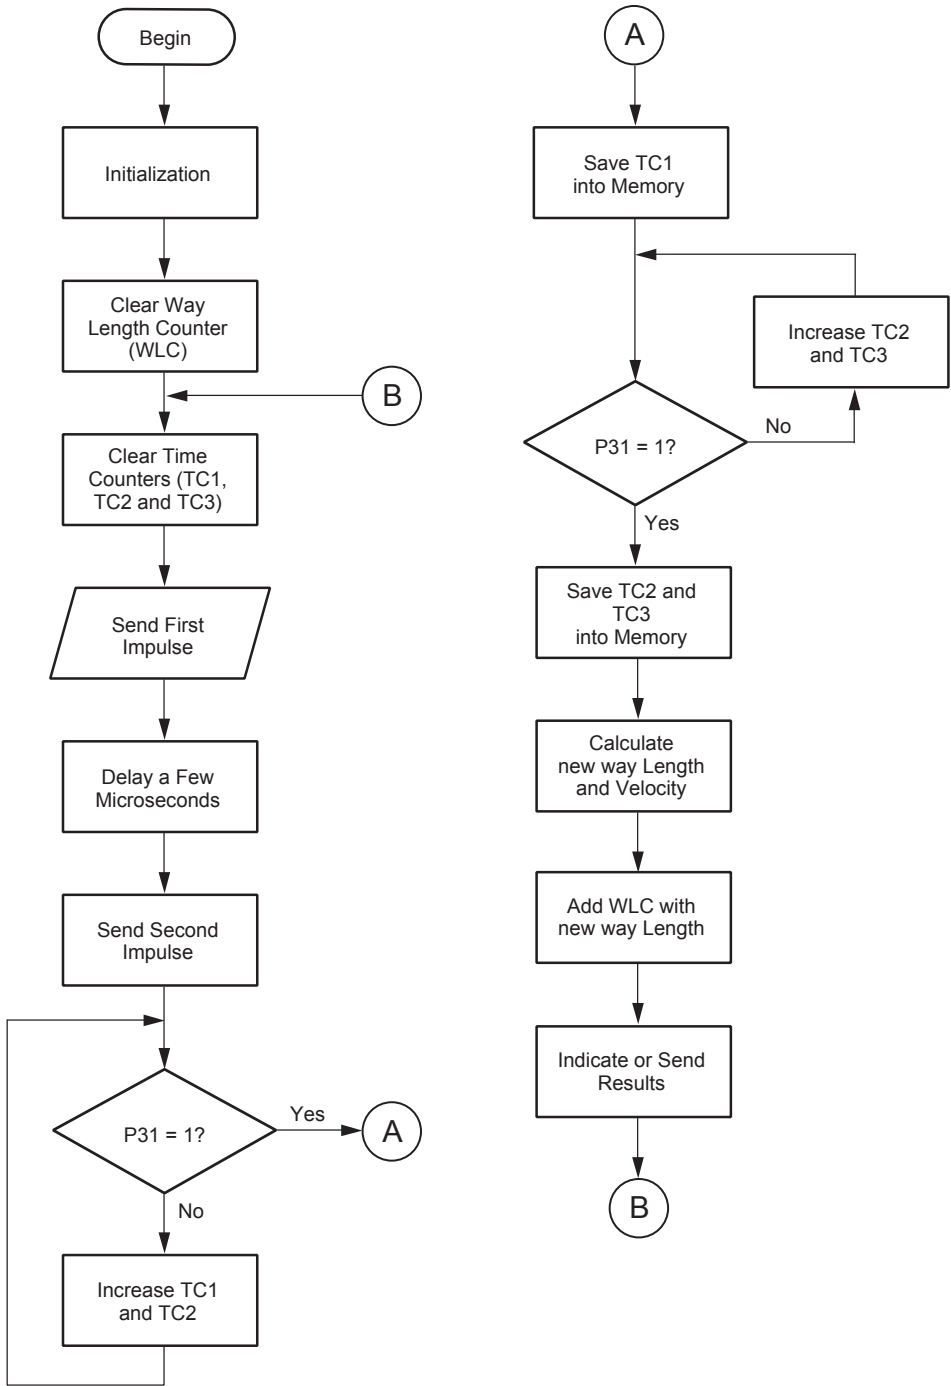 Begin
Initialization
Clear Way
Length Counter
(WLC)
B
Clear Time
Counters (TC1,
TC2 and TC3)
Send First
Impulse
Delay a Few
Microseconds
Send Second
Impulse
P31 = 1?
Yes
A
No
Increase TC1
and TC2
A
Save TC1
into Memory
Increase TC2
and TC3
P31 = 1?
No
Yes
Save TC2 and
TC3
into Memory
Calculate
new way Length
and Velocity
Add WLC with
new way Length
Indicate or Send
Results
B